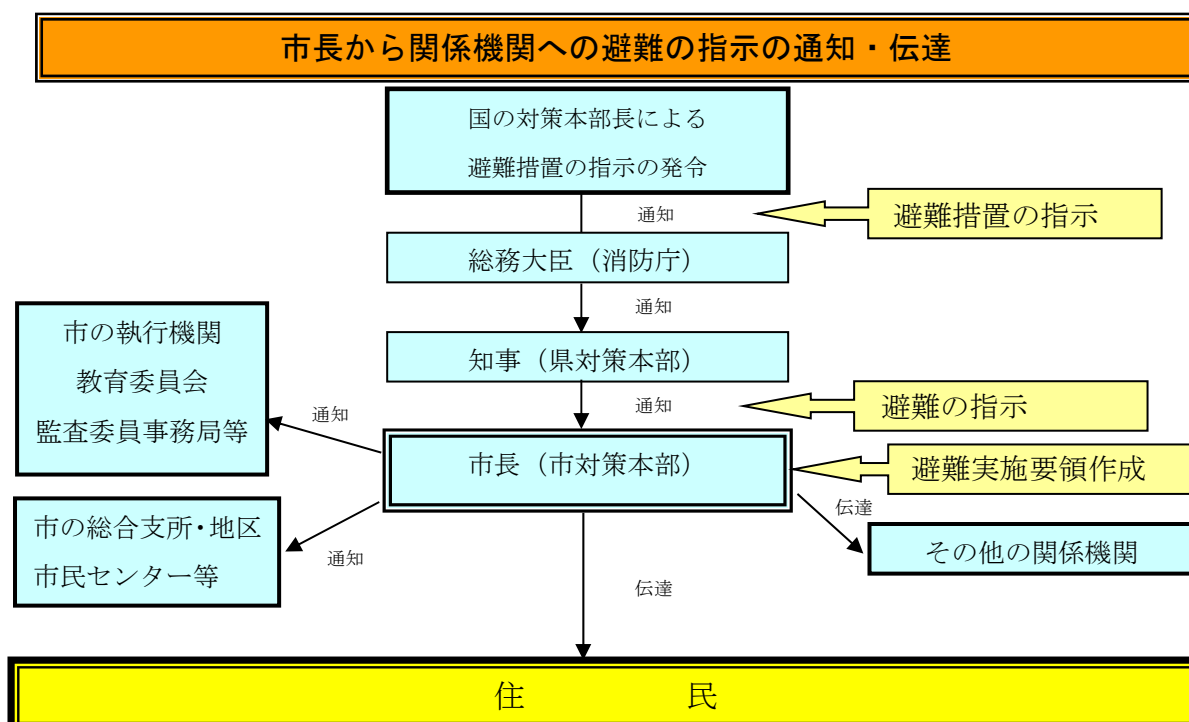 市長から関係機関への避難の指示の通知・伝達
国の対策本部長による
避難措置の指示の発令
通知
避難措置の指示
総務大臣（消防庁）
通知
知事（県対策本部）
市の執行機関
教育委員会
監査委員事務局等
通知
通知
避難の指示
市長（市対策本部）
避難実施要領作成
市の総合支所・地区
市民センター等
通知
伝達
その他の関係機関
伝達
住　　　民